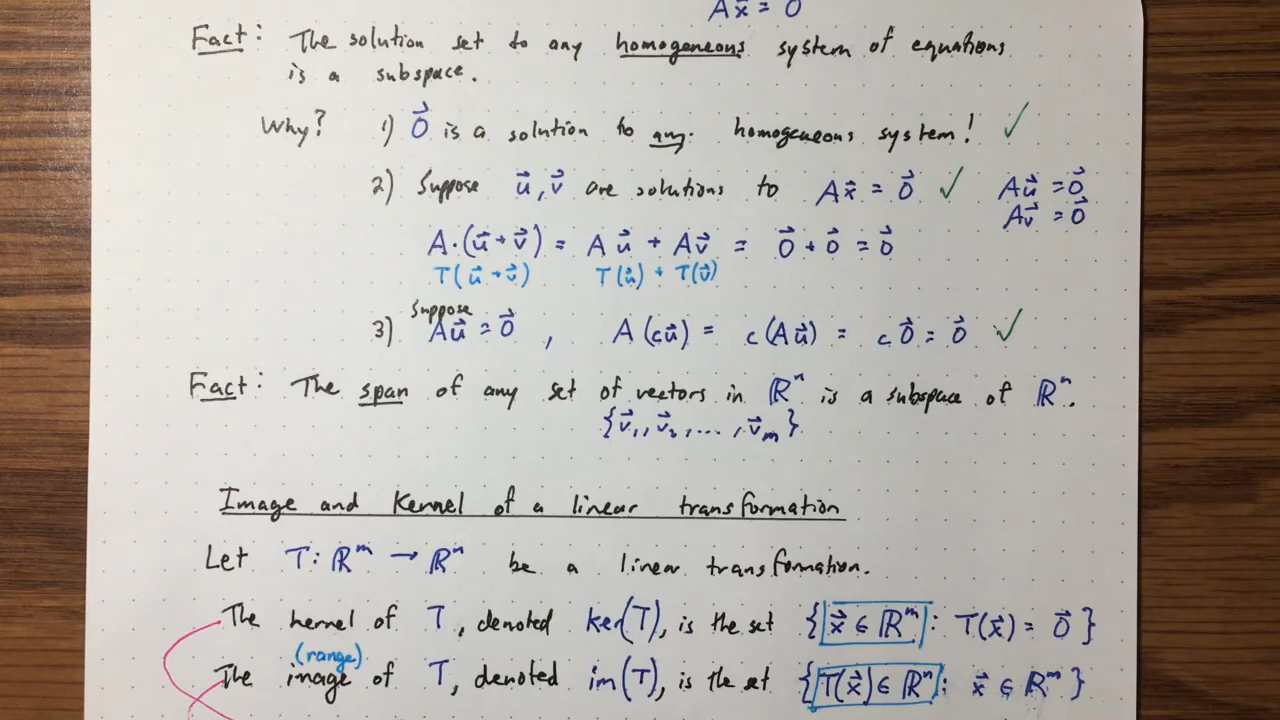 Ax⃗ = 0
Fact: The solution set to any homogeneous system of equations
is a subspace.
Why? 1) 0⃗ is a solution to any homogeneous system! ✓
2) Suppose u⃗, v⃗ are solutions to Ax⃗ = 0⃗ ✓ Au⃗ = 0⃗
Av⃗ = 0⃗
A·(u⃗ + v⃗) = Au⃗ + Av⃗ = 0⃗ + 0⃗ = 0⃗
T(u⃗ + v⃗) T(u⃗) + T(v⃗)
Suppose
3) Au⃗ = 0⃗, A(cu⃗) = c(Au⃗) = c0⃗ = 0⃗ ✓
Fact: The span of any set of vectors in ℝⁿ is a subspace of ℝⁿ.
{v⃗₁, v⃗₂, ..., v⃗ₘ}
Image and Kernel of a linear transformation
Let T: ℝᵐ → ℝⁿ be a linear transformation.
The kernel of T, denoted ker(T), is the set {x⃗ ∈ ℝᵐ : T(x⃗) = 0⃗}
(range)
The image of T, denoted im(T), is the set {T(x⃗) ∈ ℝⁿ : x⃗ ∈ ℝᵐ}